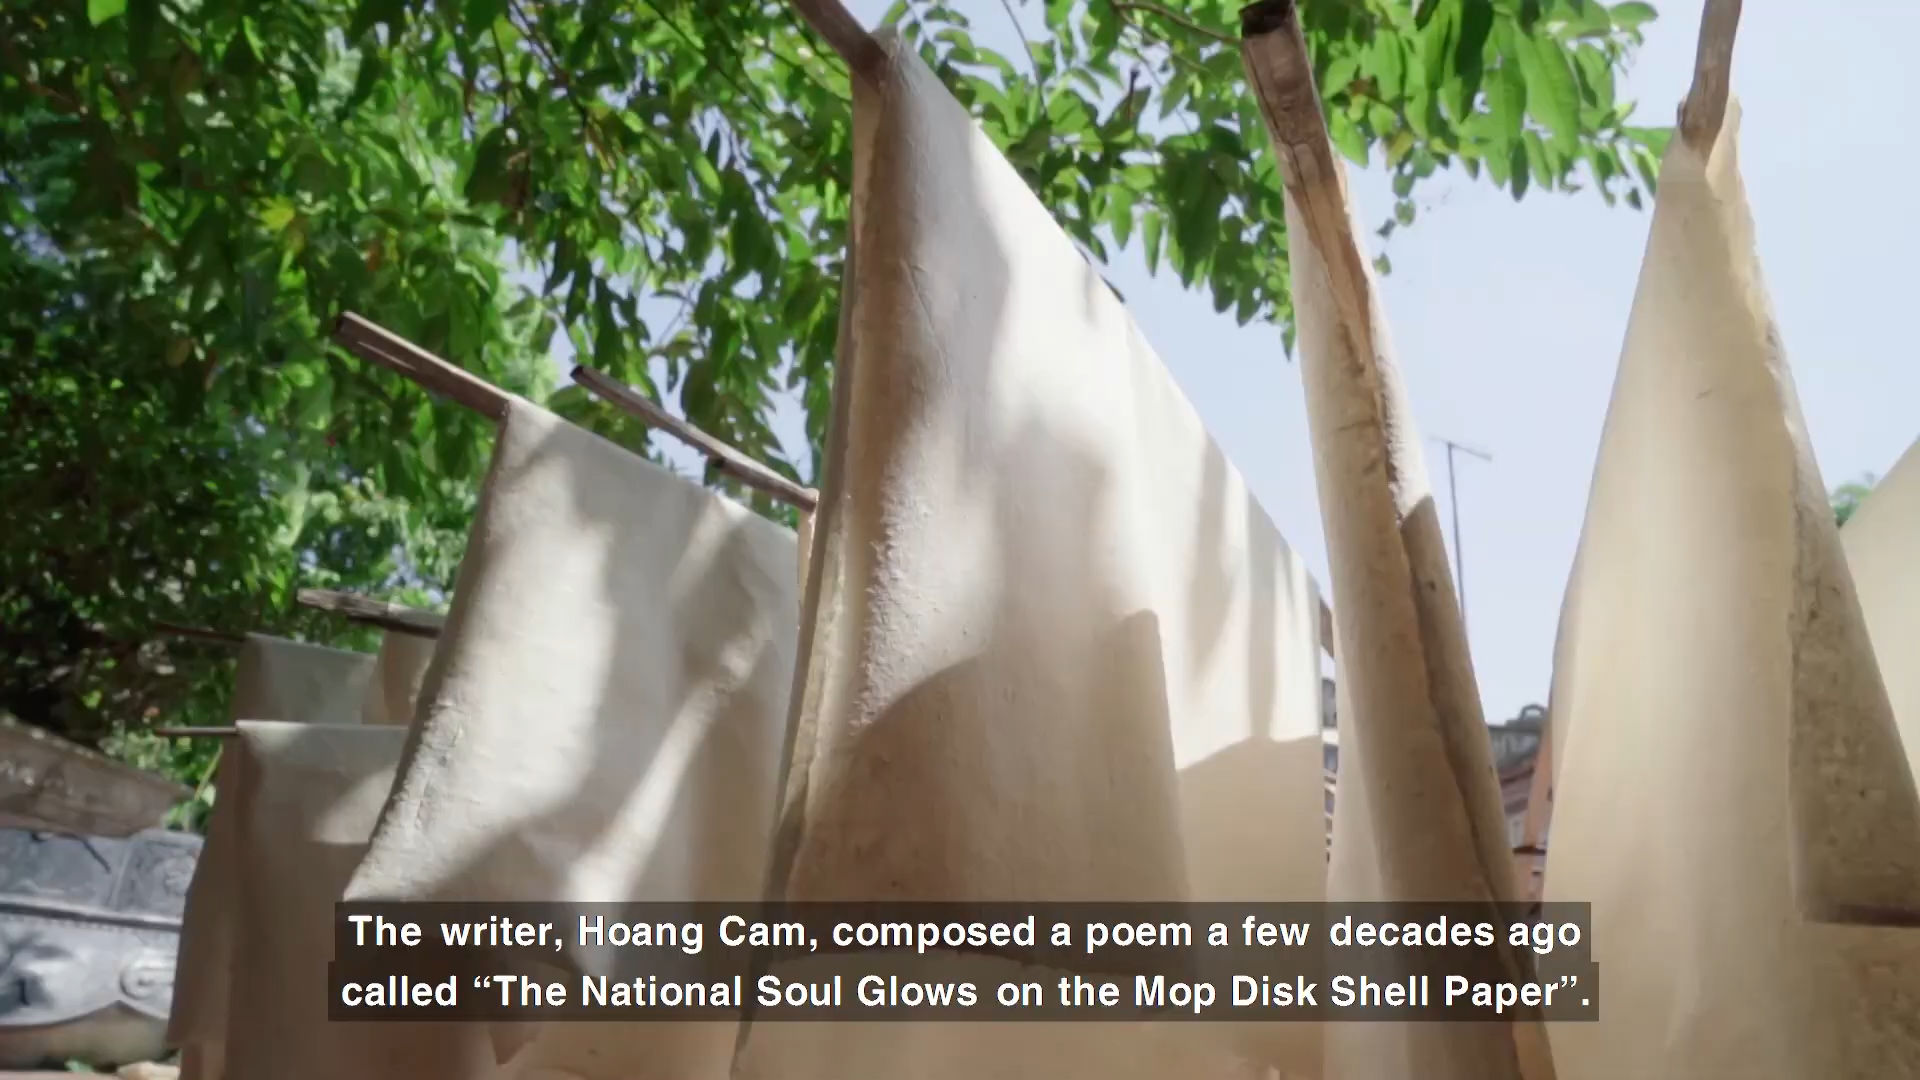 The writer, Hoang Cam, composed a poem a few decades ago
called “The National Soul Glows on the Mop Disk Shell Paper”.